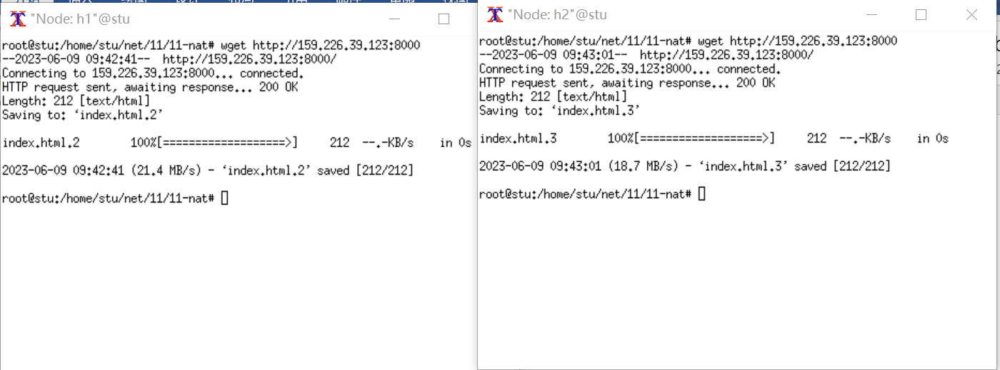 "Node: h1"@stu
root@stu:/home/stu/net/11/11-nat# wget http://159.226.39.123:8000
--2023-06-09 09:42:41--  http://159.226.39.123:8000/
Connecting to 159.226.39.123:8000... connected.
HTTP request sent, awaiting response... 200 OK
Length: 212 [text/html]
Saving to: ‘index.html.2’
index.html.2        100%[===================>]     212  --.-KB/s    in 0s
2023-06-09 09:42:41 (21.4 MB/s) - ‘index.html.2’ saved [212/212]
root@stu:/home/stu/net/11/11-nat#
"Node: h2"@stu
root@stu:/home/stu/net/11/11-nat# wget http://159.226.39.123:8000
--2023-06-09 09:43:01--  http://159.226.39.123:8000/
Connecting to 159.226.39.123:8000... connected.
HTTP request sent, awaiting response... 200 OK
Length: 212 [text/html]
Saving to: ‘index.html.3’
index.html.3        100%[===================>]     212  --.-KB/s    in 0s
2023-06-09 09:43:01 (18.7 MB/s) - ‘index.html.3’ saved [212/212]
root@stu:/home/stu/net/11/11-nat#